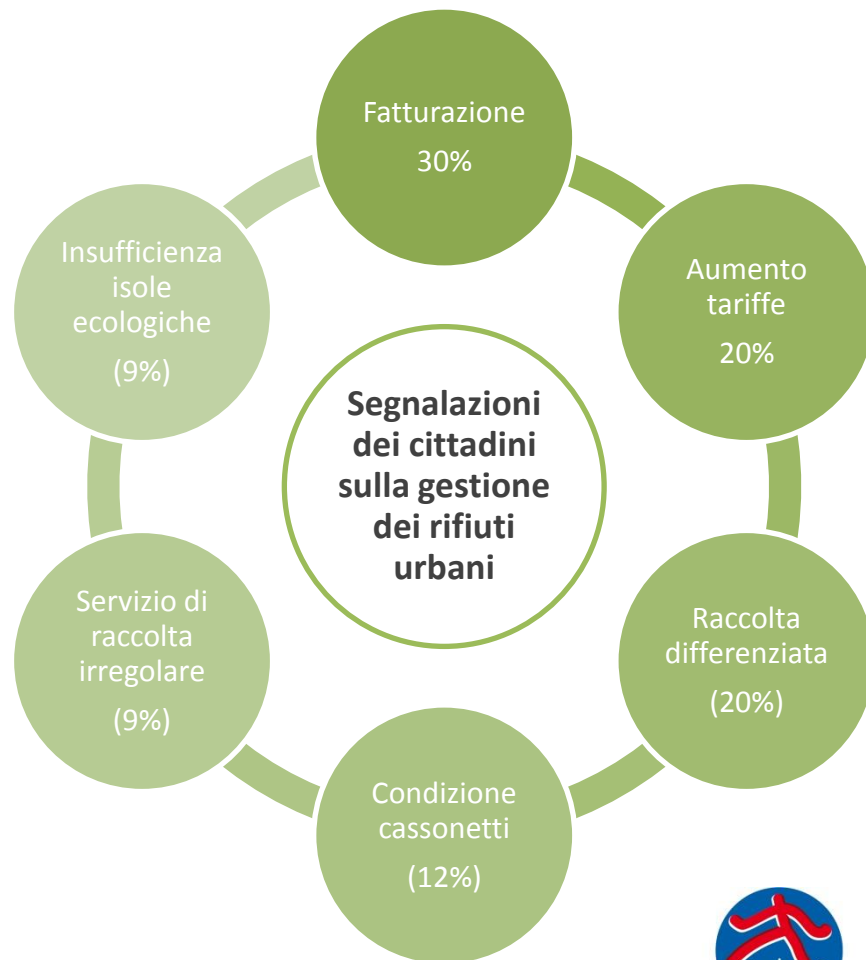 Fatturazione
30%
Aumento
tariffe
20%
Raccolta
differenziata
(20%)
Condizione
cassonetti
(12%)
Servizio di
raccolta
irregolare
(9%)
Insufficienza
isole
ecologiche
(9%)
Segnalazioni
dei cittadini
sulla gestione
dei rifiuti
urbani